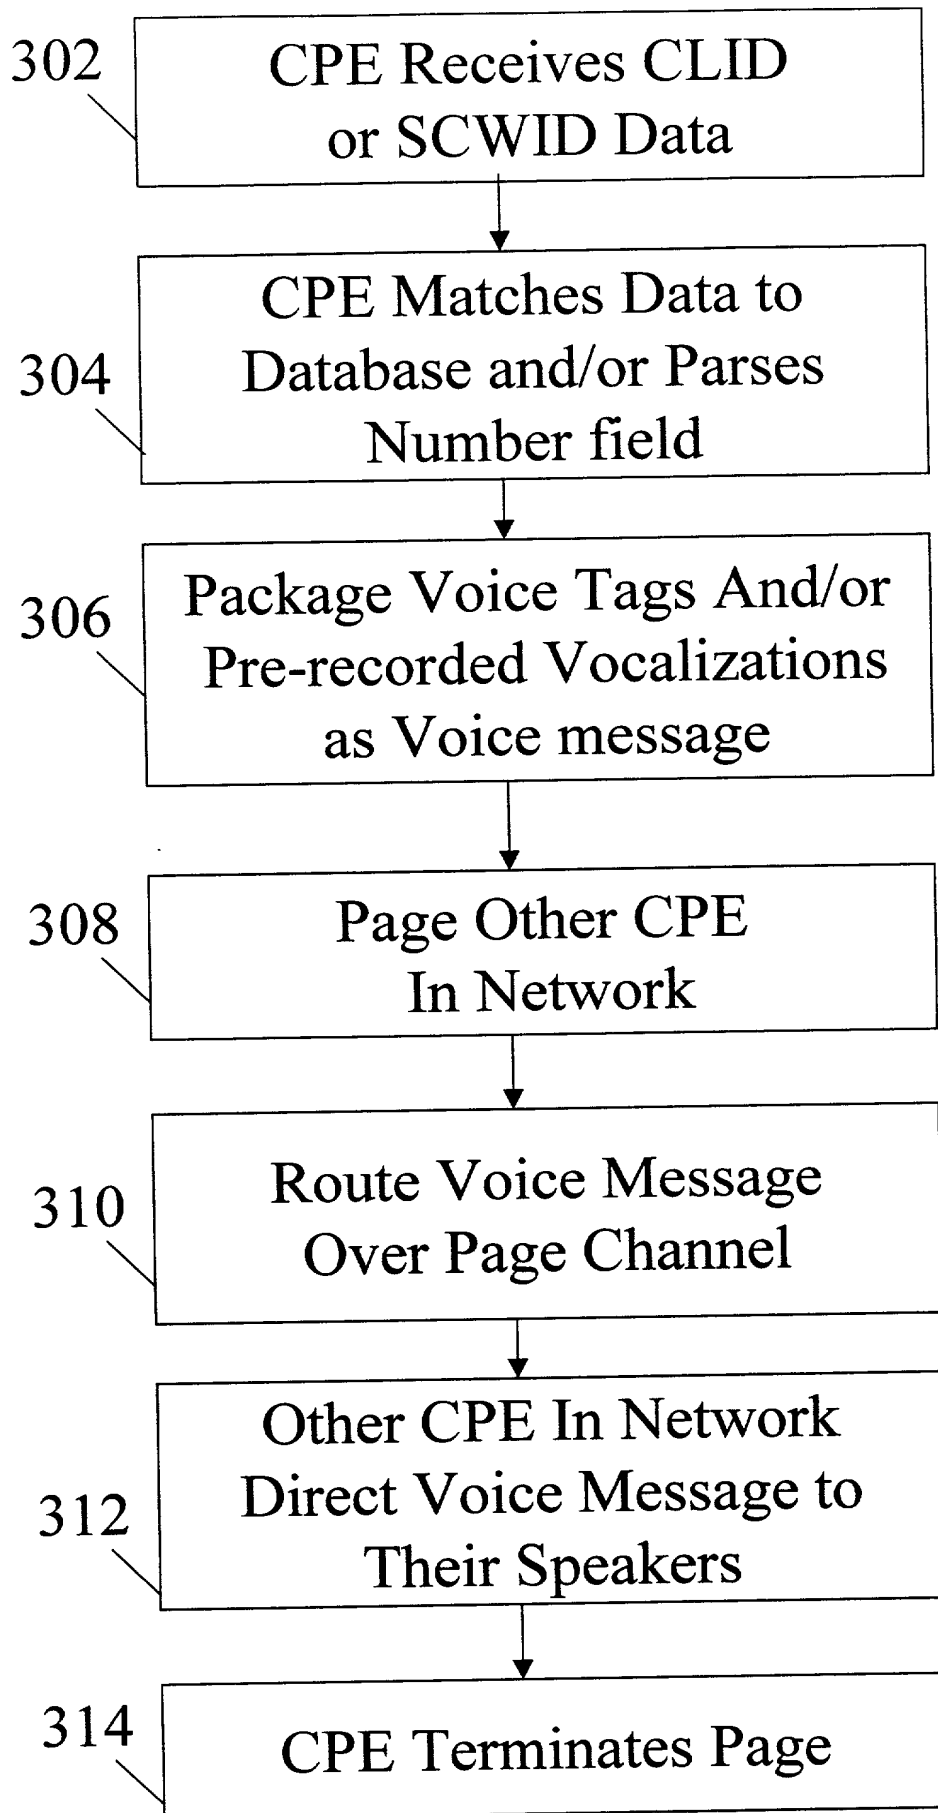 302
CPE Receives CLID
or SCWID Data
304
CPE Matches Data to
Database and/or Parses
Number field
306
Package Voice Tags And/or
Pre-recorded Vocalizations
as Voice message
308
Page Other CPE
In Network
310
Route Voice Message
Over Page Channel
312
Other CPE In Network
Direct Voice Message to
Their Speakers
314
CPE Terminates Page